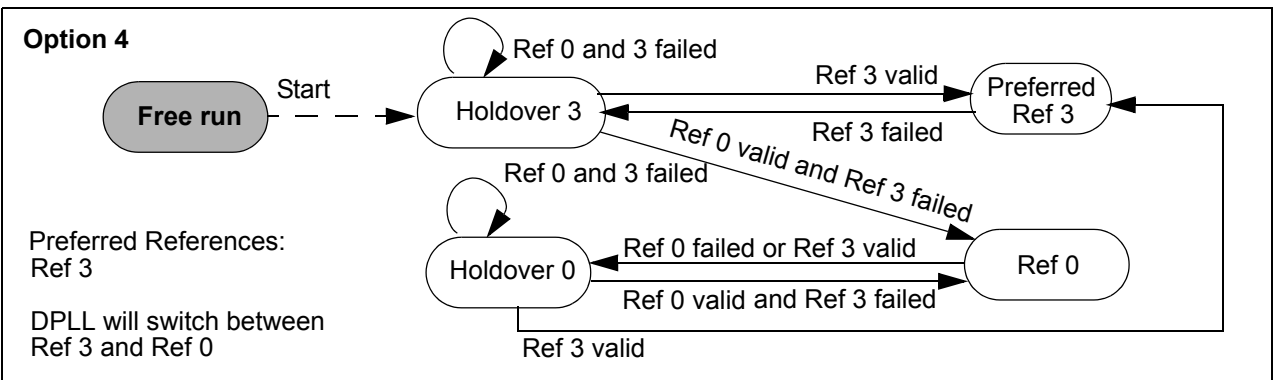 Option 4
Ref 0 and 3 failed
Start
Free run
Holdover 3
Ref 3 valid
Preferred
Ref 3
Ref 3 failed
Ref 0 valid and Ref 3 failed
Ref 0 and 3 failed
Preferred References:
Ref 3
Holdover 0
Ref 0 failed or Ref 3 valid
Ref 0
Ref 0 valid and Ref 3 failed
DPLL will switch between
Ref 3 and Ref 0
Ref 3 valid